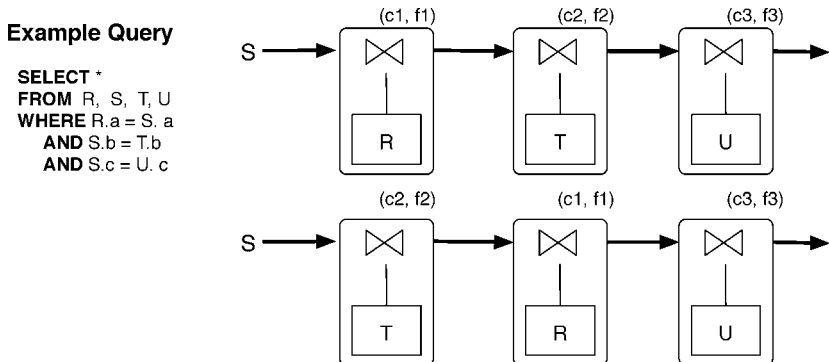 Example Query
SELECT *
FROM R, S, T, U
WHERE R.a = S. a
AND S.b = T.b
AND S.c = U. c
(c1, f1) (c2, f2) (c3, f3)
S
R T U
(c2, f2) (c1, f1) (c3, f3)
S
T R U